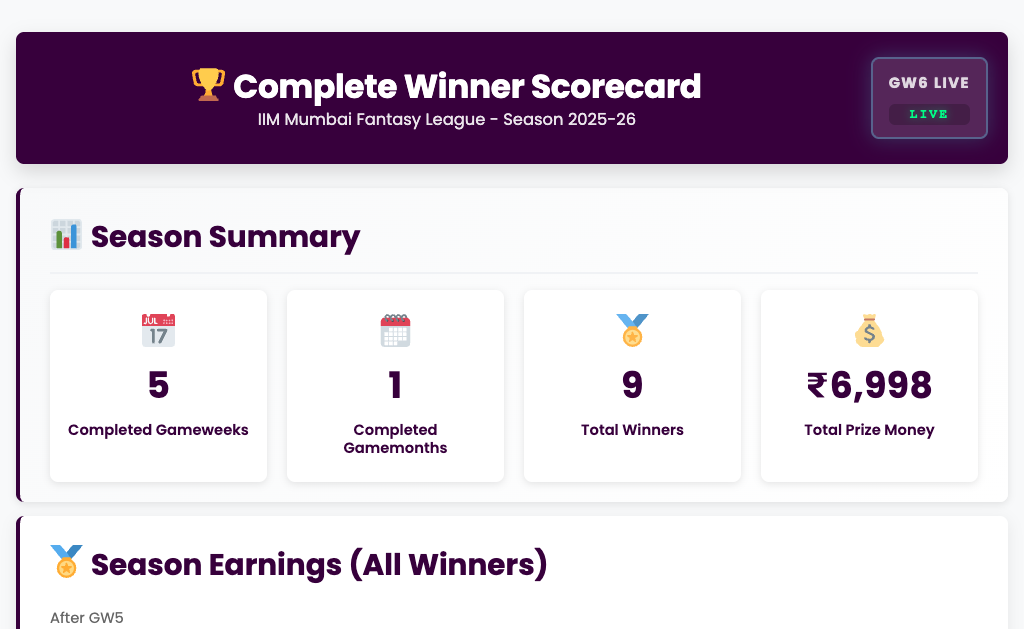 Complete Winner Scorecard
IIM Mumbai Fantasy League - Season 2025-26
GW6 LIVE
LIVE
Season Summary
JUL
17
5
Completed Gameweeks
1
Completed
Gamemonths
9
Total Winners
$
₹6,998
Total Prize Money
Season Earnings (All Winners)
After GW5